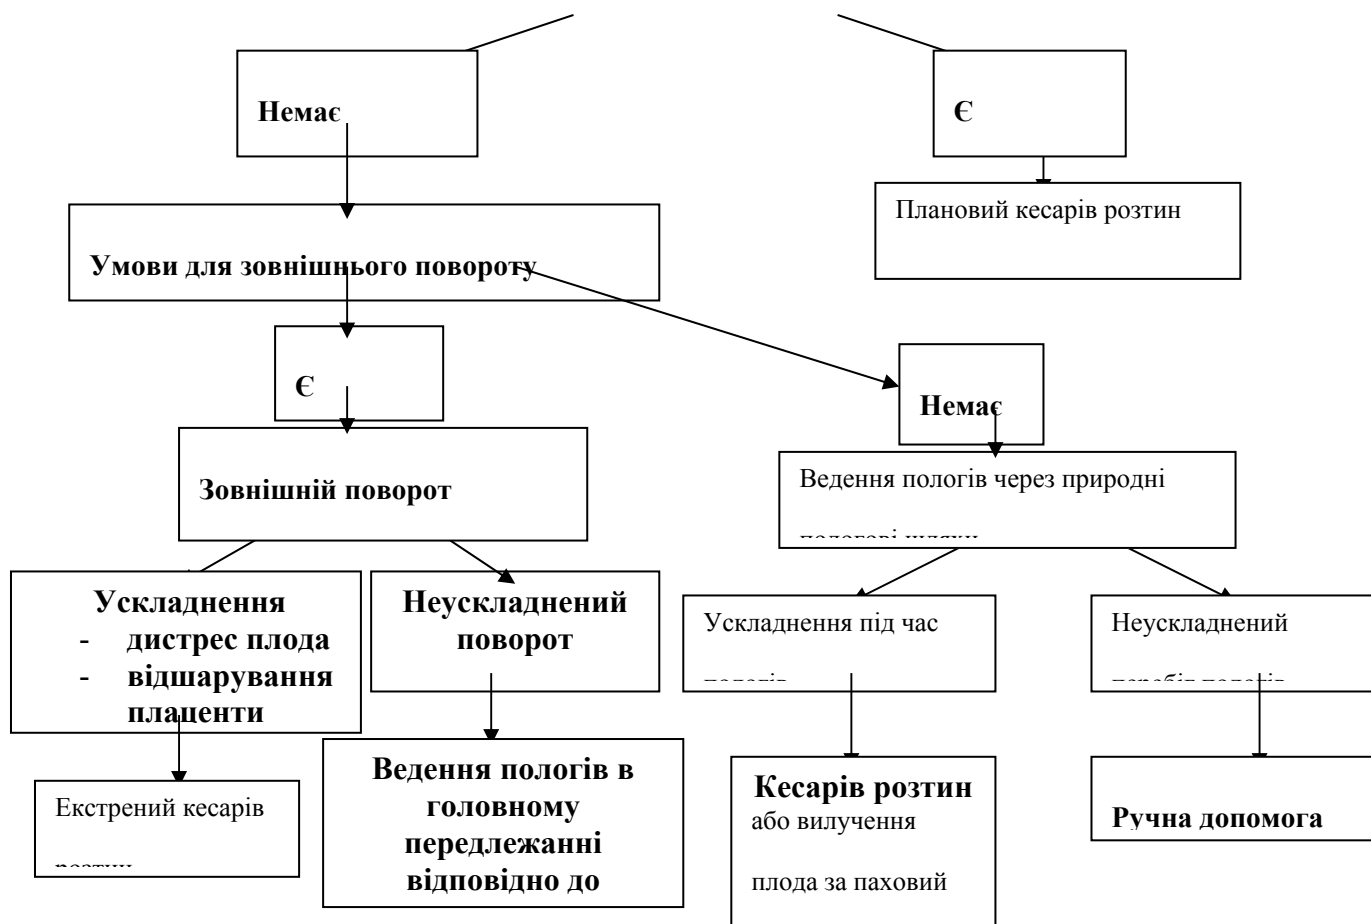 Немає
Є
Плановий кесарів розтин
Умови для зовнішнього повороту
Є
Немає
Зовнішній поворот
Ведення пологів через природні
Ускладнення
- дистрес плода
- відшарування
плаценти
Неускладнений
поворот
Ускладнення під час
Неускладнений
Екстрений кесарів
Ведення пологів в
головному
передлежанні
відповідно до
Кесарів розтин
або вилучення
плода за паховий
Ручна допомога